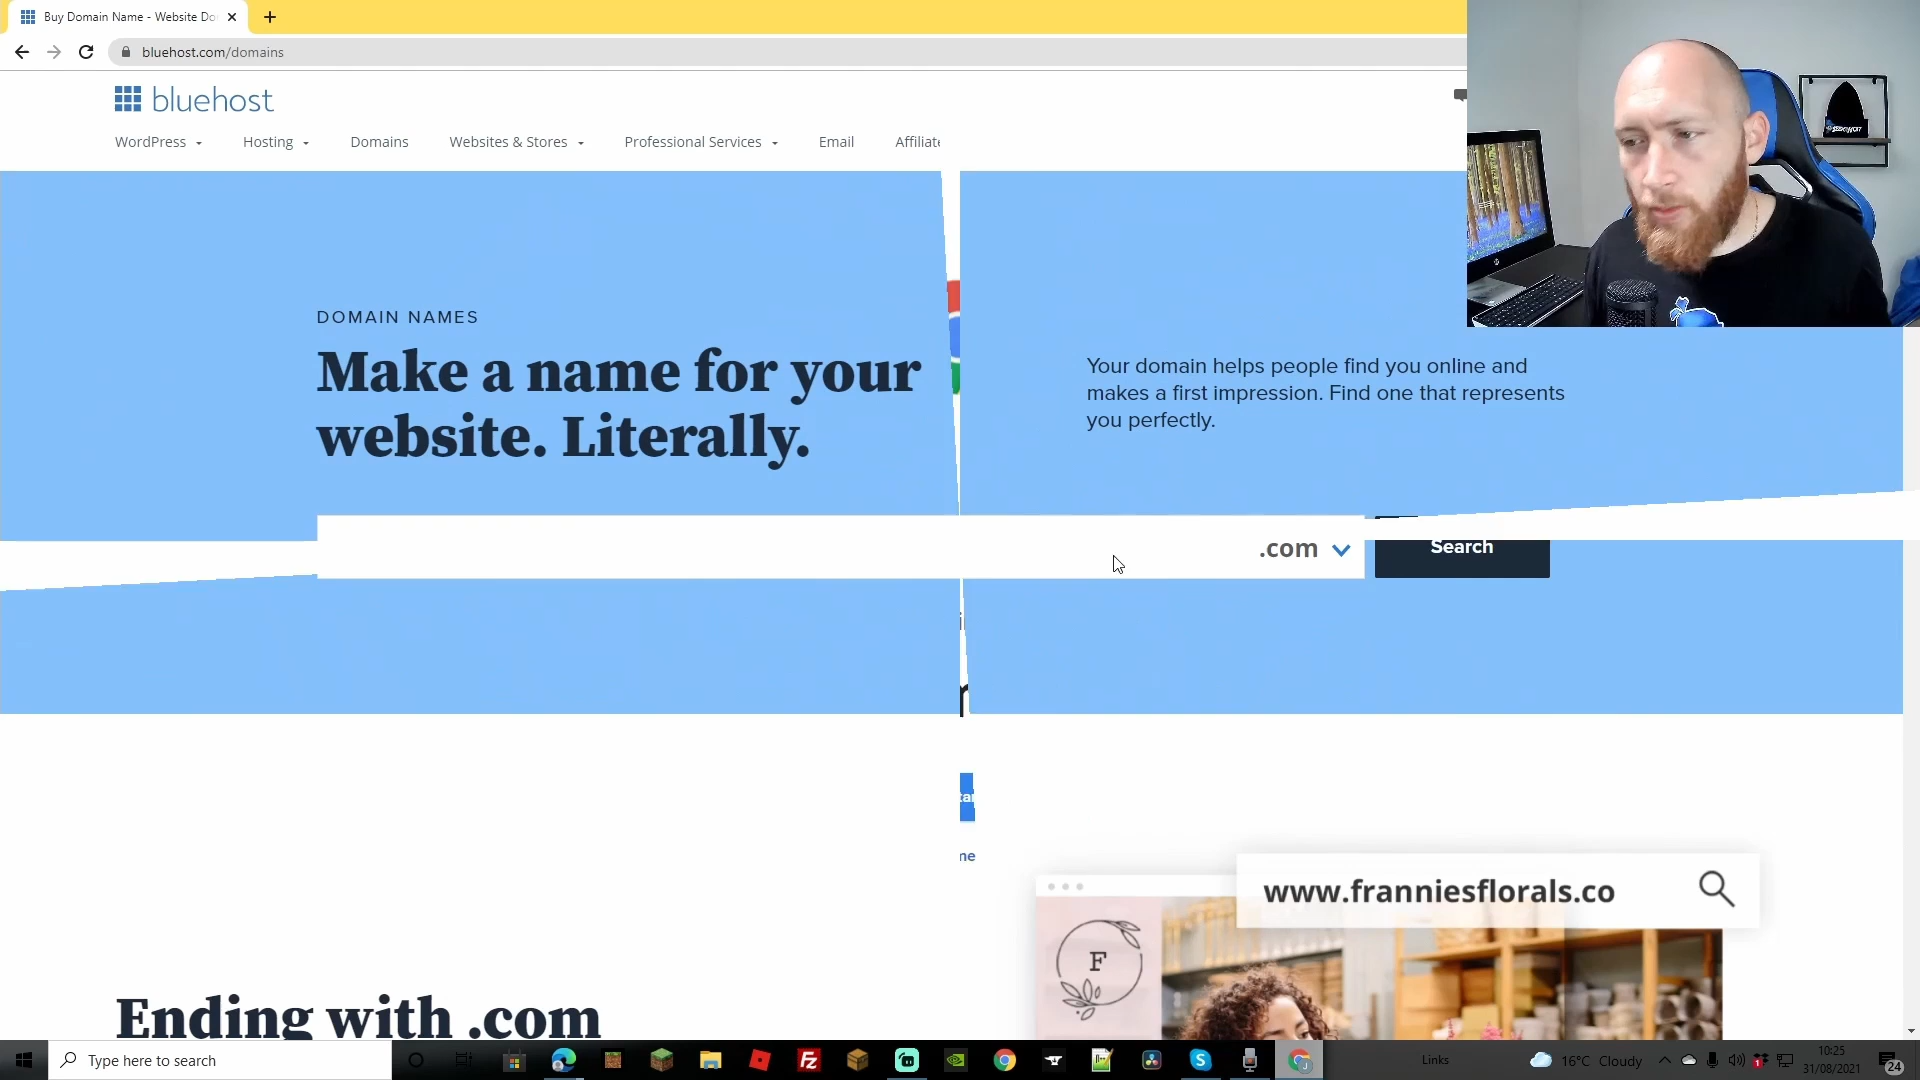 Buy Domain Name - Website Do
bluehost.com/domains
bluehost
WordPress Hosting Domains Websites & Stores Professional Services Email Affiliate
DOMAIN NAMES
Make a name for your
website. Literally.
Your domain helps people find you online and
makes a first impression. Find one that represents
you perfectly.
.com
Search
www.franniesflorals.co
F
Ending with .com
Type here to search
Links
16°C Cloudy
10:25
31/08/2021
24